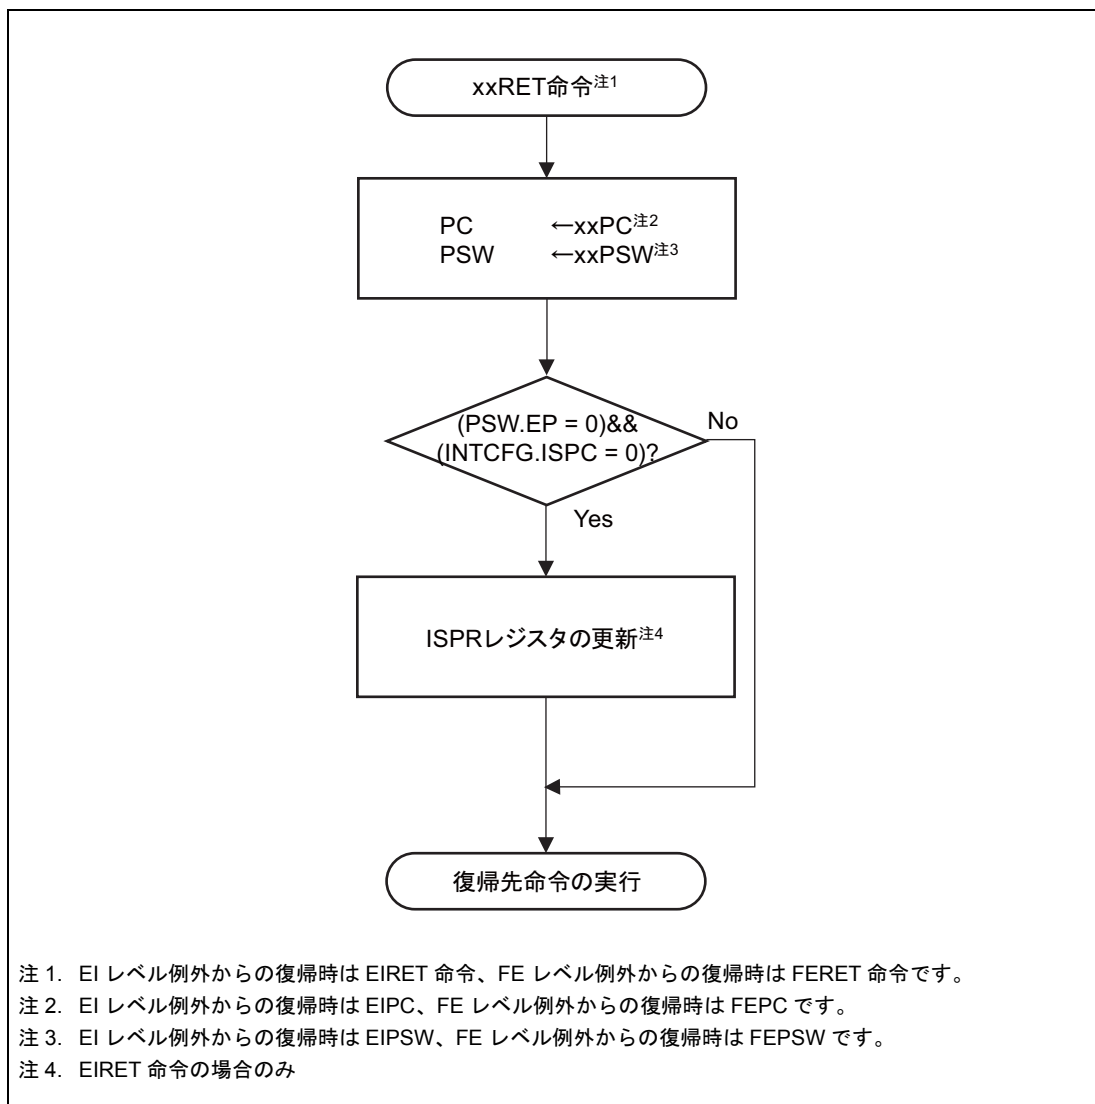 xxRET命令注1
PC ←xxPC注2
PSW ←xxPSW注3
(PSW.EP = 0)&&
(INTCFG.ISPC = 0)?
No
Yes
ISPRレジスタの更新注4
復帰先命令の実行
注 1. EI レベル例外からの復帰時は EIRET 命令、FE レベル例外からの復帰時は FERET 命令です。
注 2. EI レベル例外からの復帰時は EIPC、FE レベル例外からの復帰時は FEPC です。
注 3. EI レベル例外からの復帰時は EIPSW、FE レベル例外からの復帰時は FEPSW です。
注 4. EIRET 命令の場合のみ